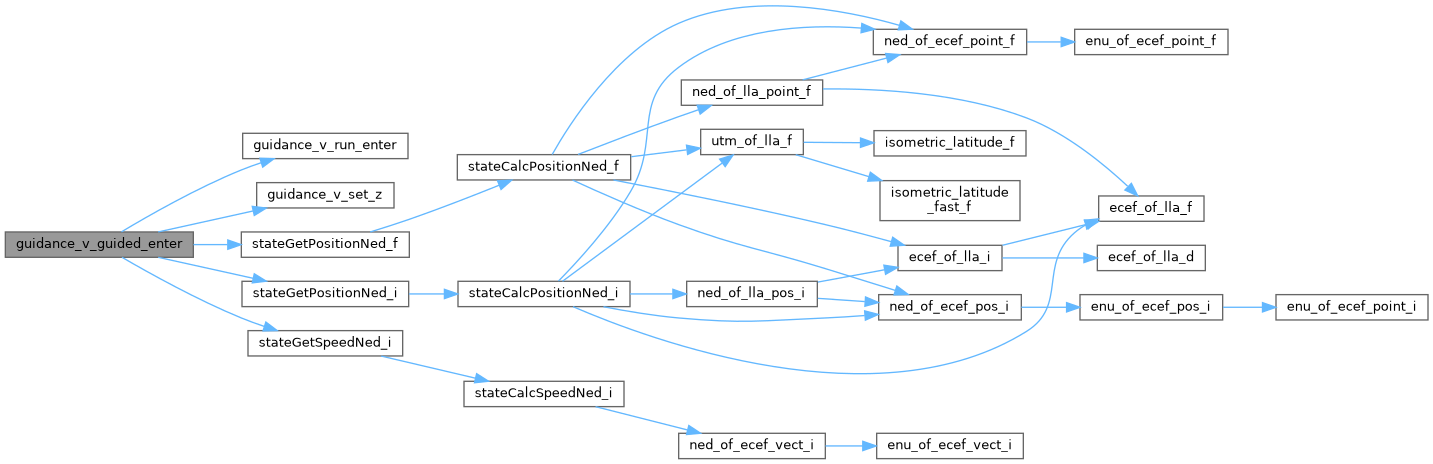 guidance_v_guided_enter
guidance_v_run_enter
guidance_v_set_z
stateGetPositionNed_f
stateGetPositionNed_i
stateGetSpeedNed_i
stateCalcPositionNed_f
stateCalcPositionNed_i
stateCalcSpeedNed_i
ned_of_lla_point_f
utm_of_lla_f
ned_of_lla_pos_i
ned_of_ecef_vect_i
ned_of_ecef_point_f
isometric_latitude_f
isometric_latitude
_fast_f
ecef_of_lla_i
ned_of_ecef_pos_i
enu_of_ecef_vect_i
enu_of_ecef_point_f
ecef_of_lla_f
ecef_of_lla_d
enu_of_ecef_pos_i
enu_of_ecef_point_i